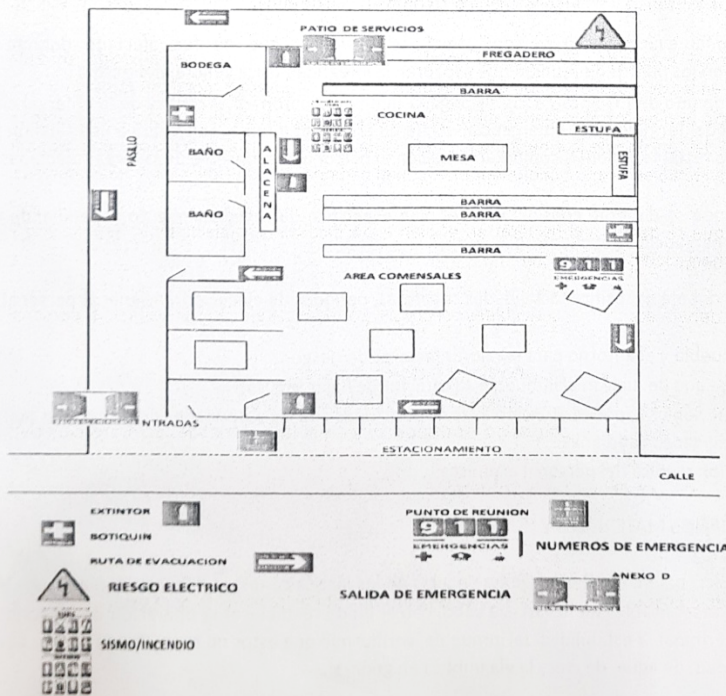 PATIO DE SERVICIOS
FREGADERO
BODEGA
BARRA
COCINA
ESTUFA
PASILLO
BAÑO
ALACENA
MESA
ESTUFA
BAÑO
BARRA
BARRA
BARRA
911
EMERGENCIAS
AREA COMENSALES
NTRADAS
ESTACIONAMIENTO
CALLE
EXTINTOR
PUNTO DE REUNION
BOTIQUIN
911
EMERGENCIAS
NUMEROS DE EMERGENCIA
RUTA DE EVACUACION
ANEXO D
RIESGO ELECTRICO
SALIDA DE EMERGENCIA
SISMO/INCENDIO